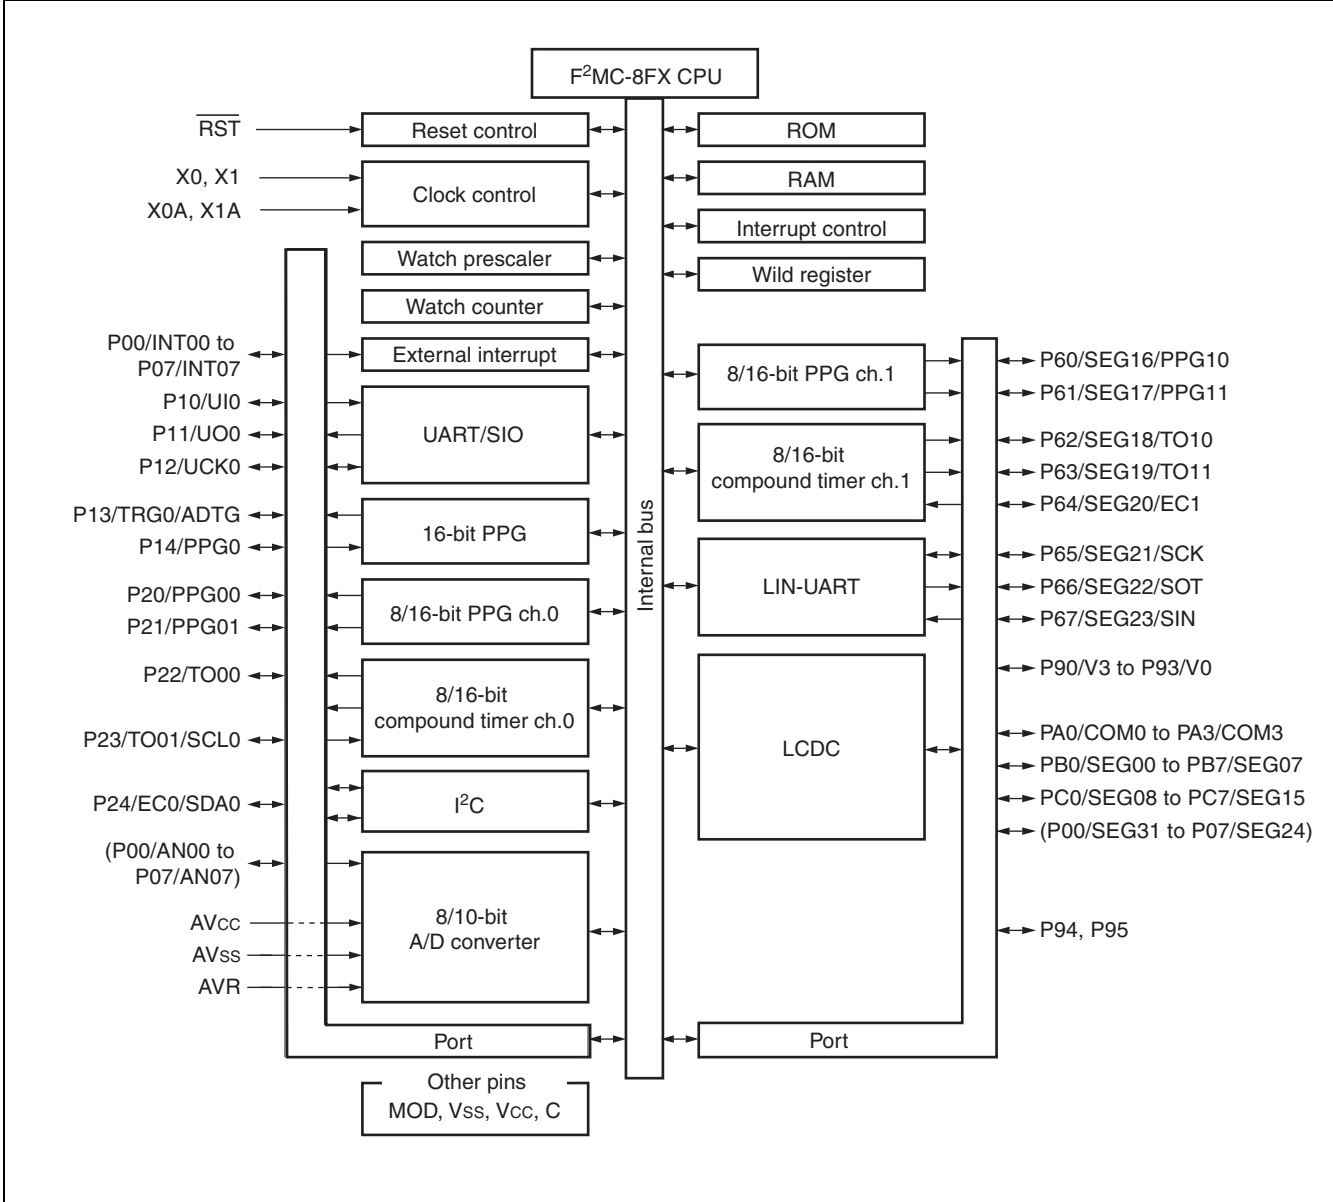 F²MC-8FX CPU
RST
Reset control
ROM
X0, X1
X0A, X1A
Clock control
RAM
Interrupt control
Watch prescaler
Wild register
Watch counter
P00/INT00 to
P07/INT07
External interrupt
8/16-bit PPG ch.1
P60/SEG16/PPG10
P61/SEG17/PPG11
P10/UI0
P11/UO0
P12/UCK0
UART/SIO
8/16-bit
compound timer ch.1
P62/SEG18/TO10
P63/SEG19/TO11
P64/SEG20/EC1
P13/TRG0/ADTG
P14/PPG0
16-bit PPG
Internal bus
LIN-UART
P65/SEG21/SCK
P66/SEG22/SOT
P67/SEG23/SIN
P20/PPG00
P21/PPG01
8/16-bit PPG ch.0
P22/TO00
P23/TO01/SCL0
8/16-bit
compound timer ch.0
LCDC
P90/V3 to P93/V0
PA0/COM0 to PA3/COM3
PB0/SEG00 to PB7/SEG07
PC0/SEG08 to PC7/SEG15
(P00/SEG31 to P07/SEG24)
P24/EC0/SDA0
I²C
(P00/AN00 to
P07/AN07)
AVCC
AVSS
AVR
8/10-bit
A/D converter
P94, P95
Port
Port
Other pins
MOD, VSS, VCC, C